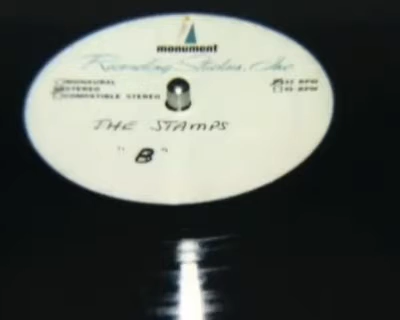 monument
Recording Studios, Inc.
MONAURAL
STEREO
COMPATIBLE STEREO
33 RPM
45 RPM
THE STAMPS
"B"